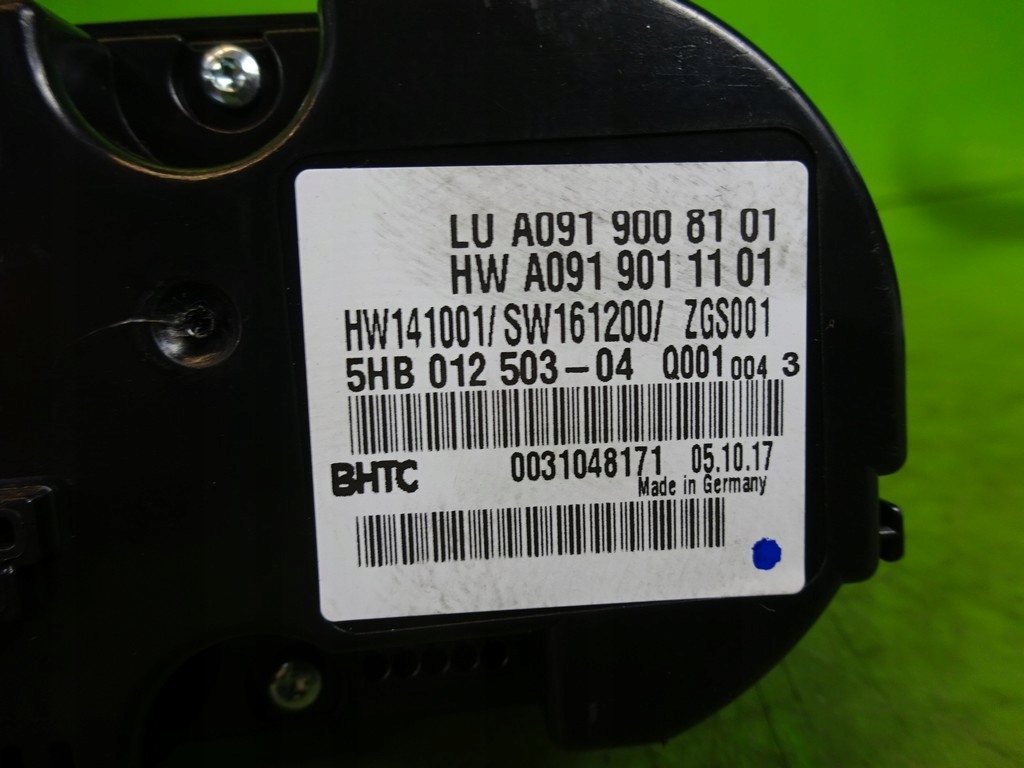 LU A091 900 81 01
HW A091 901 11 01
HW141001/ SW161200/ ZGS001
5HB 012 503-04 Q001 004 3
BHTC 0031048171 05.10.17
Made in Germany